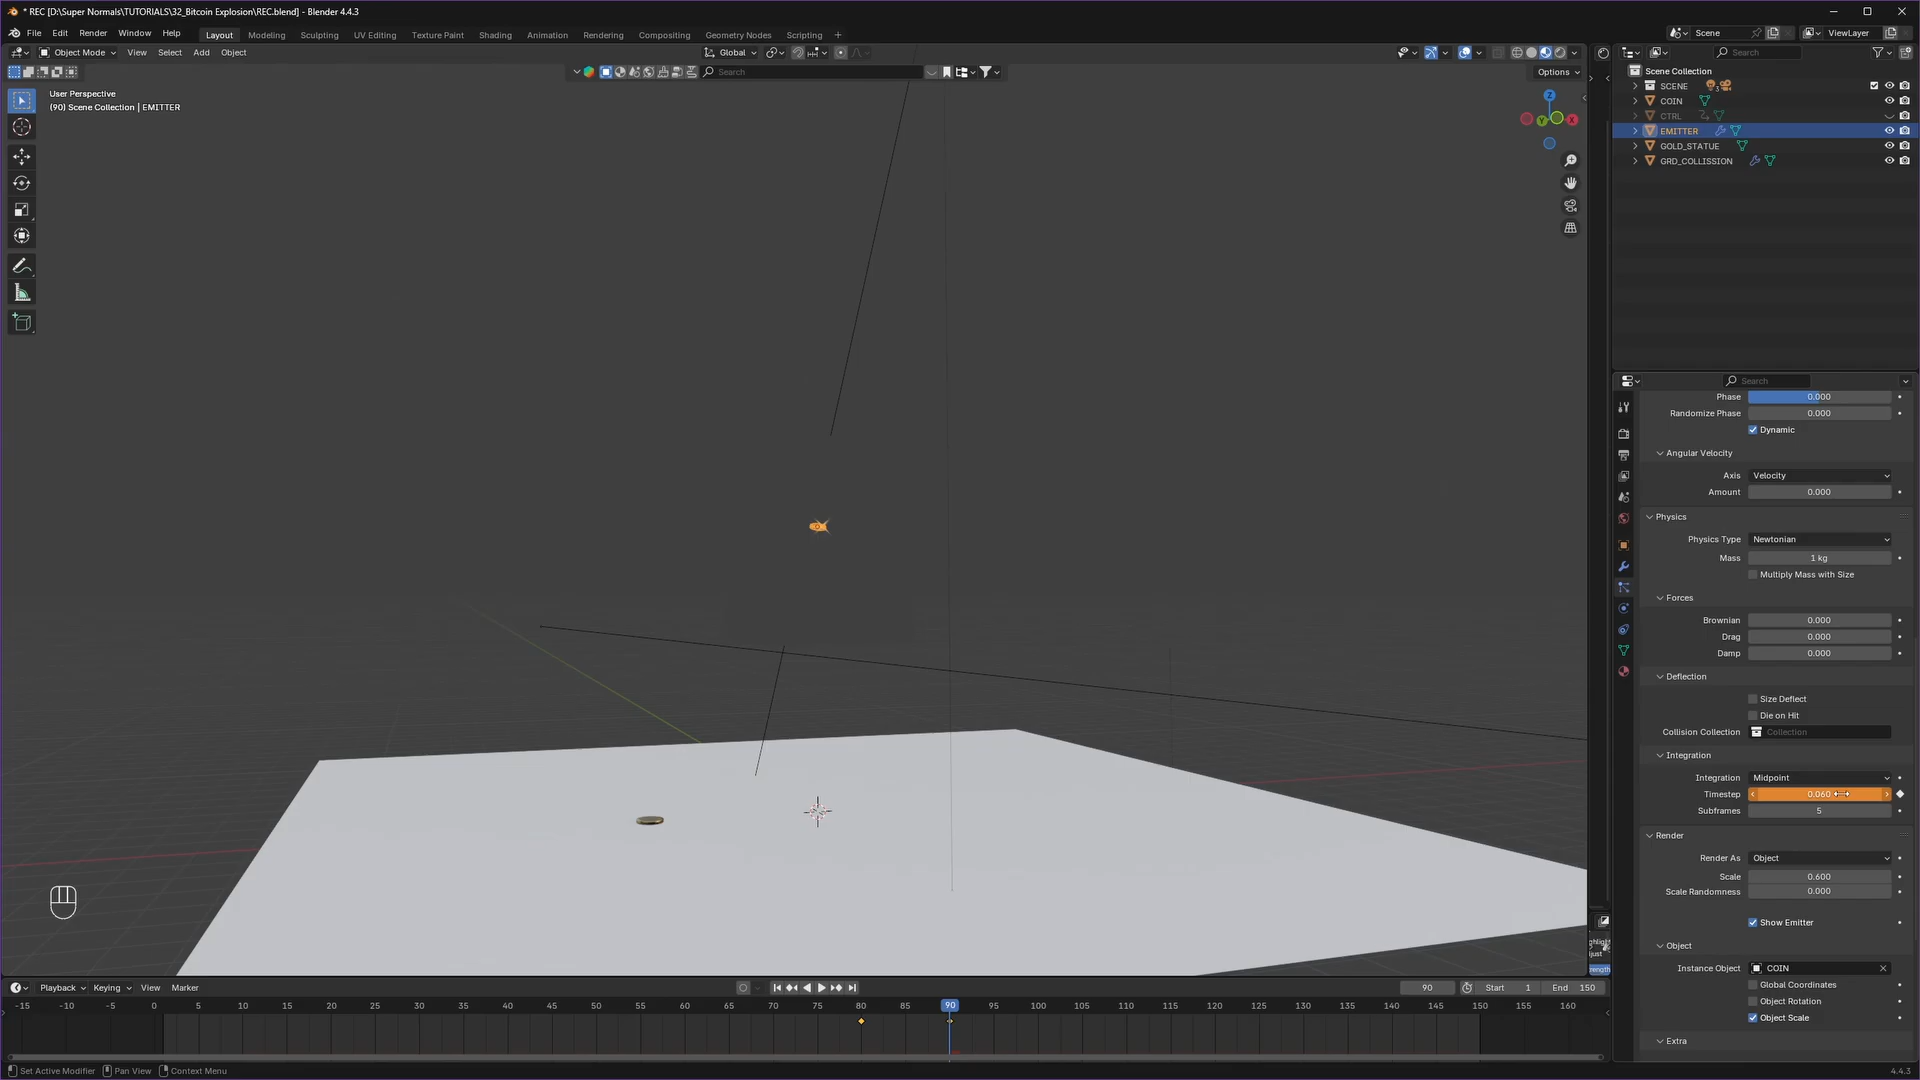 * REC [D:\Super Normals\TUTORIALS\32_Bitcoin Explosion\REC.blend] - Blender 4.4.3
File Edit Render Window Help Layout Modeling Sculpting UV Editing Texture Paint Shading Animation Rendering Compositing Geometry Nodes Scripting + Scene ViewLayer
Object Mode View Select Add Object Global Search
Search Options
User Perspective
(90) Scene Collection | EMITTER
Z
Y
X
Scene Collection
SCENE 3
COIN
CTRL
EMITTER
GOLD_STATUE
GRD_COLLISSION
Search
Phase 0.000
Randomize Phase 0.000
Dynamic
Angular Velocity
Axis Velocity
Amount 0.000
Physics
Physics Type Newtonian
Mass 1 kg
Multiply Mass with Size
Forces
Brownian 0.000
Drag 0.000
Damp 0.000
Deflection
Size Deflect
Die on Hit
Collision Collection Collection
Integration
Integration Midpoint
Timestep 0.060
Subframes 5
Render
Render As Object
Scale 0.600
Scale Randomness 0.000
Show Emitter
Object
Instance Object COIN
Global Coordinates
Object Rotation
Object Scale
Extra
Playback Keying View Marker 90 Start 1 End 150
-15 -10 -5 0 5 10 15 20 25 30 35 40 45 50 55 60 65 70 75 80 85 90 95 100 105 110 115 120 125 130 135 140 145 150 155 160
Set Active Modifier Pan View Context Menu 4.4.3